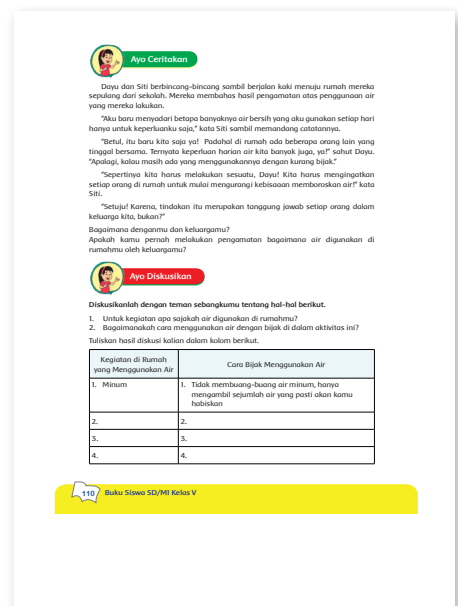 Ayo Ceritakan
Dayu dan Siti berbincang-bincang sambil berjalan kaki menuju rumah mereka
sepulang dari sekolah. Mereka membahas hasil pengamatan atas penggunaan air
yang mereka lakukan.
"Aku baru menyadari betapa banyaknya air bersih yang aku gunakan setiap hari
hanya untuk keperluanku saja," kata Siti sambil memandang catatannya.
"Betul, itu baru kita saja ya! Padahal di rumah ada beberapa orang lain yang
tinggal bersama. Ternyata keperluan harian air kita banyak juga, ya!" sahut Dayu.
"Apalagi, kalau masih ada yang menggunakannya dengan kurang bijak."
"Sepertinya kita harus melakukan sesuatu, Dayu! Kita harus mengingatkan
setiap orang di rumah untuk mulai mengurangi kebisaaan memboroskan air!" kata
Siti.
"Setuju! Karena, tindakan itu merupakan tanggung jawab setiap orang dalam
keluarga kita, bukan?"
Bagaimana denganmu dan keluargamu?
Apakah kamu pernah melakukan pengamatan bagaimana air digunakan di
rumahmu oleh keluargamu?
Ayo Diskusikan
Diskusikanlah dengan teman sebangkumu tentang hal-hal berikut.
1. Untuk kegiatan apa sajakah air digunakan di rumahmu?
2. Bagaimanakah cara menggunakan air dengan bijak di dalam aktivitas ini?
Tuliskan hasil diskusi kalian dalam kolom berikut.
Kegiatan di Rumah
yang Menggunakan Air
Cara Bijak Menggunakan Air
1. Minum
1. Tidak membuang-buang air minum, hanya
mengambil sejumlah air yang pasti akan kamu
habiskan
2.
2.
3.
3.
4.
4.
110
Buku Siswa SD/MI Kelas V